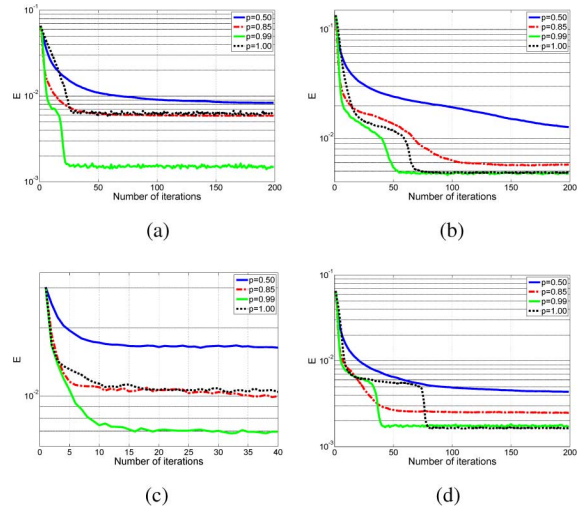 10⁻¹
p=0.50
p=0.85
p=0.99
p=1.00
E
10⁻²
10⁻³
0 50 100 150 200
Number of iterations
(a)
10⁻¹
p=0.50
p=0.85
p=0.99
p=1.00
E
10⁻²
0 50 100 150 200
Number of iterations
(b)
p=0.50
p=0.85
p=0.99
p=1.00
E
10⁻²
0 5 10 15 20 25 30 35 40
Number of iterations
(c)
10⁻¹
p=0.50
p=0.85
p=0.99
p=1.00
E
10⁻²
10⁻³
0 50 100 150 200
Number of iterations
(d)